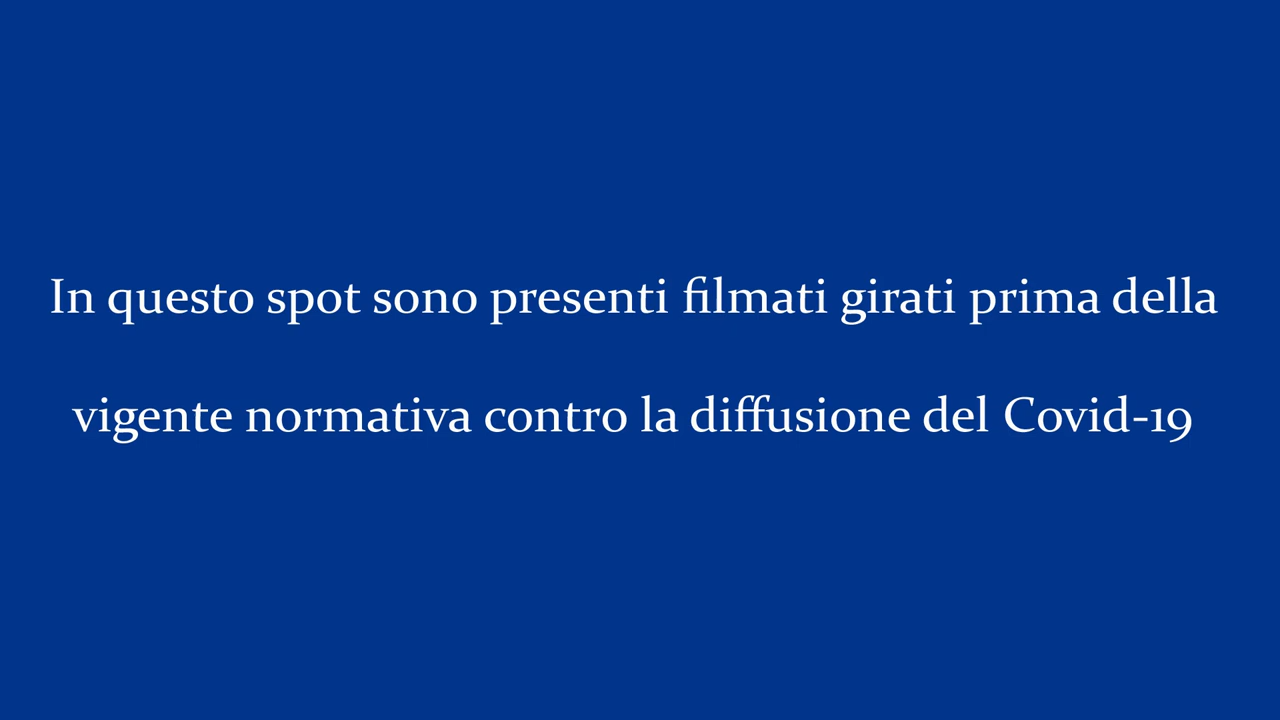 In questo spot sono presenti filmati girati prima della
vigente normativa contro la diffusione del Covid-19